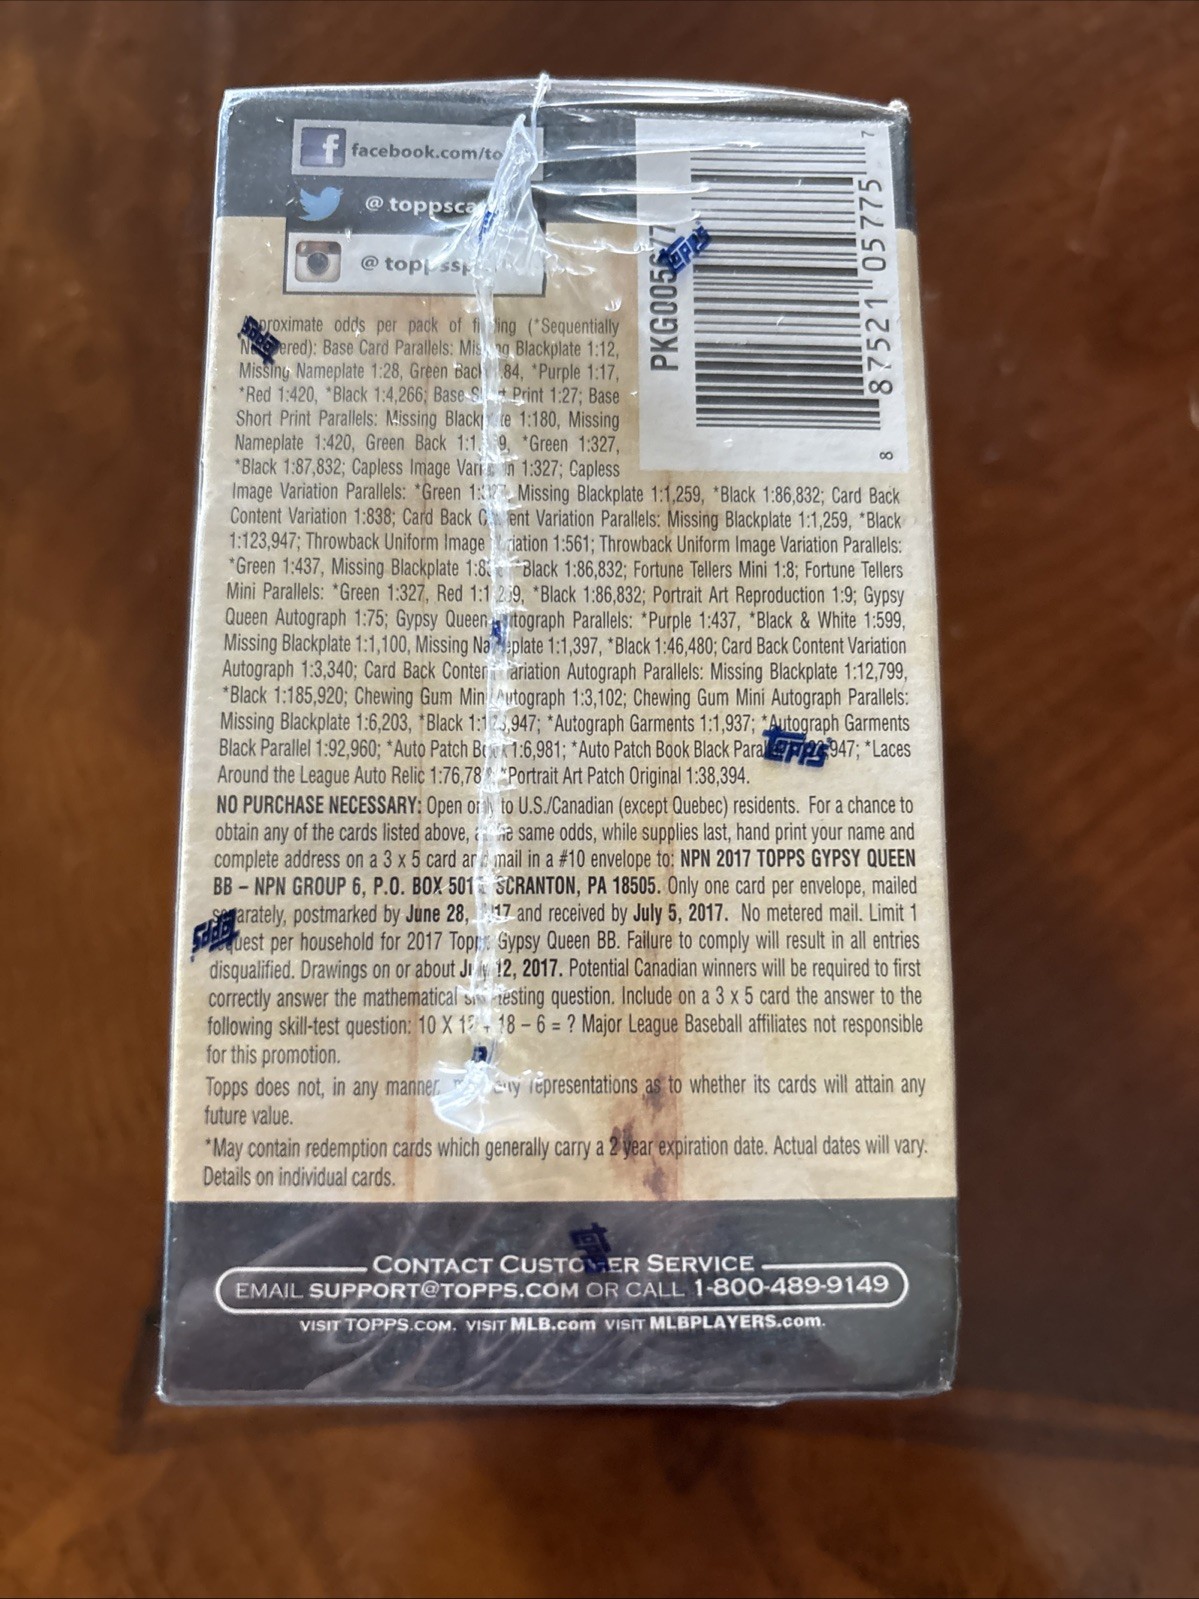 facebook.com/to
@ toppsca
@ toppssp
PKG005
8 87521 05775 7
Topps
proximate odds per pack of finding (*Sequentially
ered): Base Card Parallels: Missing Blackplate 1:12,
Missing Nameplate 1:28, Green Back :84, *Purple 1:17,
*Red 1:420, *Black 1:4,266; Base Short Print 1:27; Base
Short Print Parallels: Missing Blackplate 1:180, Missing
Nameplate 1:420, Green Back *Green 1:327,
*Black 1:87,832; Capless Image Variation 1:327; Capless
Image Variation Parallels: *Green Missing Blackplate 1:1,259, *Black 1:86,832; Card Back
Content Variation 1:838; Card Back Content Variation Parallels: Missing Blackplate 1:1,259, *Black
1:123,947; Throwback Uniform Image Variation 1:561; Throwback Uniform Image Variation Parallels:
*Green 1:437, Missing Blackplate *Black 1:86,832; Fortune Tellers Mini 1:8; Fortune Tellers
Mini Parallels: *Green 1:327, Red *Black 1:86,832; Portrait Art Reproduction 1:9; Gypsy
Queen Autograph 1:75; Gypsy Queen Autograph Parallels: *Purple 1:437, *Black & White 1:599,
Missing Blackplate 1:1,100, Missing Nameplate 1:1,397, *Black 1:46,480; Card Back Content Variation
Autograph 1:3,340; Card Back Content Variation Autograph Parallels: Missing Blackplate 1:12,799,
*Black 1:185,920; Chewing Gum Mini Autograph 1:3,102; Chewing Gum Mini Autograph Parallels:
Missing Blackplate 1:6,203, *Black *Autograph Garments 1:1,937; *Autograph Garments
Black Parallel 1:92,960; *Auto Patch Book 1:6,981; *Auto Patch Book Black Topps 947; *Laces
Around the League Auto Relic *Portrait Art Patch Original 1:38,394.
NO PURCHASE NECESSARY: Open only to U.S./Canadian (except Quebec) residents. For a chance to
obtain any of the cards listed above, same odds, while supplies last, hand print your name and
complete address on a 3 x 5 card and mail in a #10 envelope to: NPN 2017 TOPPS GYPSY QUEEN
BB – NPN GROUP 6, P.O. BOX SCRANTON, PA 18505. Only one card per envelope, mailed
separately, postmarked by June 28, 2017 and received by July 5, 2017. No metered mail. Limit 1
request per household for 2017 Topps Gypsy Queen BB. Failure to comply will result in all entries
disqualified. Drawings on or about July 12, 2017. Potential Canadian winners will be required to first
correctly answer the mathematical skill-testing question. Include on a 3 x 5 card the answer to the
following skill-test question: 10 X 18 – 6 = ? Major League Baseball affiliates not responsible
for this promotion.
Topps does not, in any manner, any representations as to whether its cards will attain any
future value.
*May contain redemption cards which generally carry a 2 year expiration date. Actual dates will vary.
Details on individual cards.
CONTACT CUSTOMER SERVICE
EMAIL SUPPORT@TOPPS.COM OR CALL 1-800-489-9149
VISIT TOPPS.COM. VISIT MLB.com VISIT MLBPLAYERS.com.